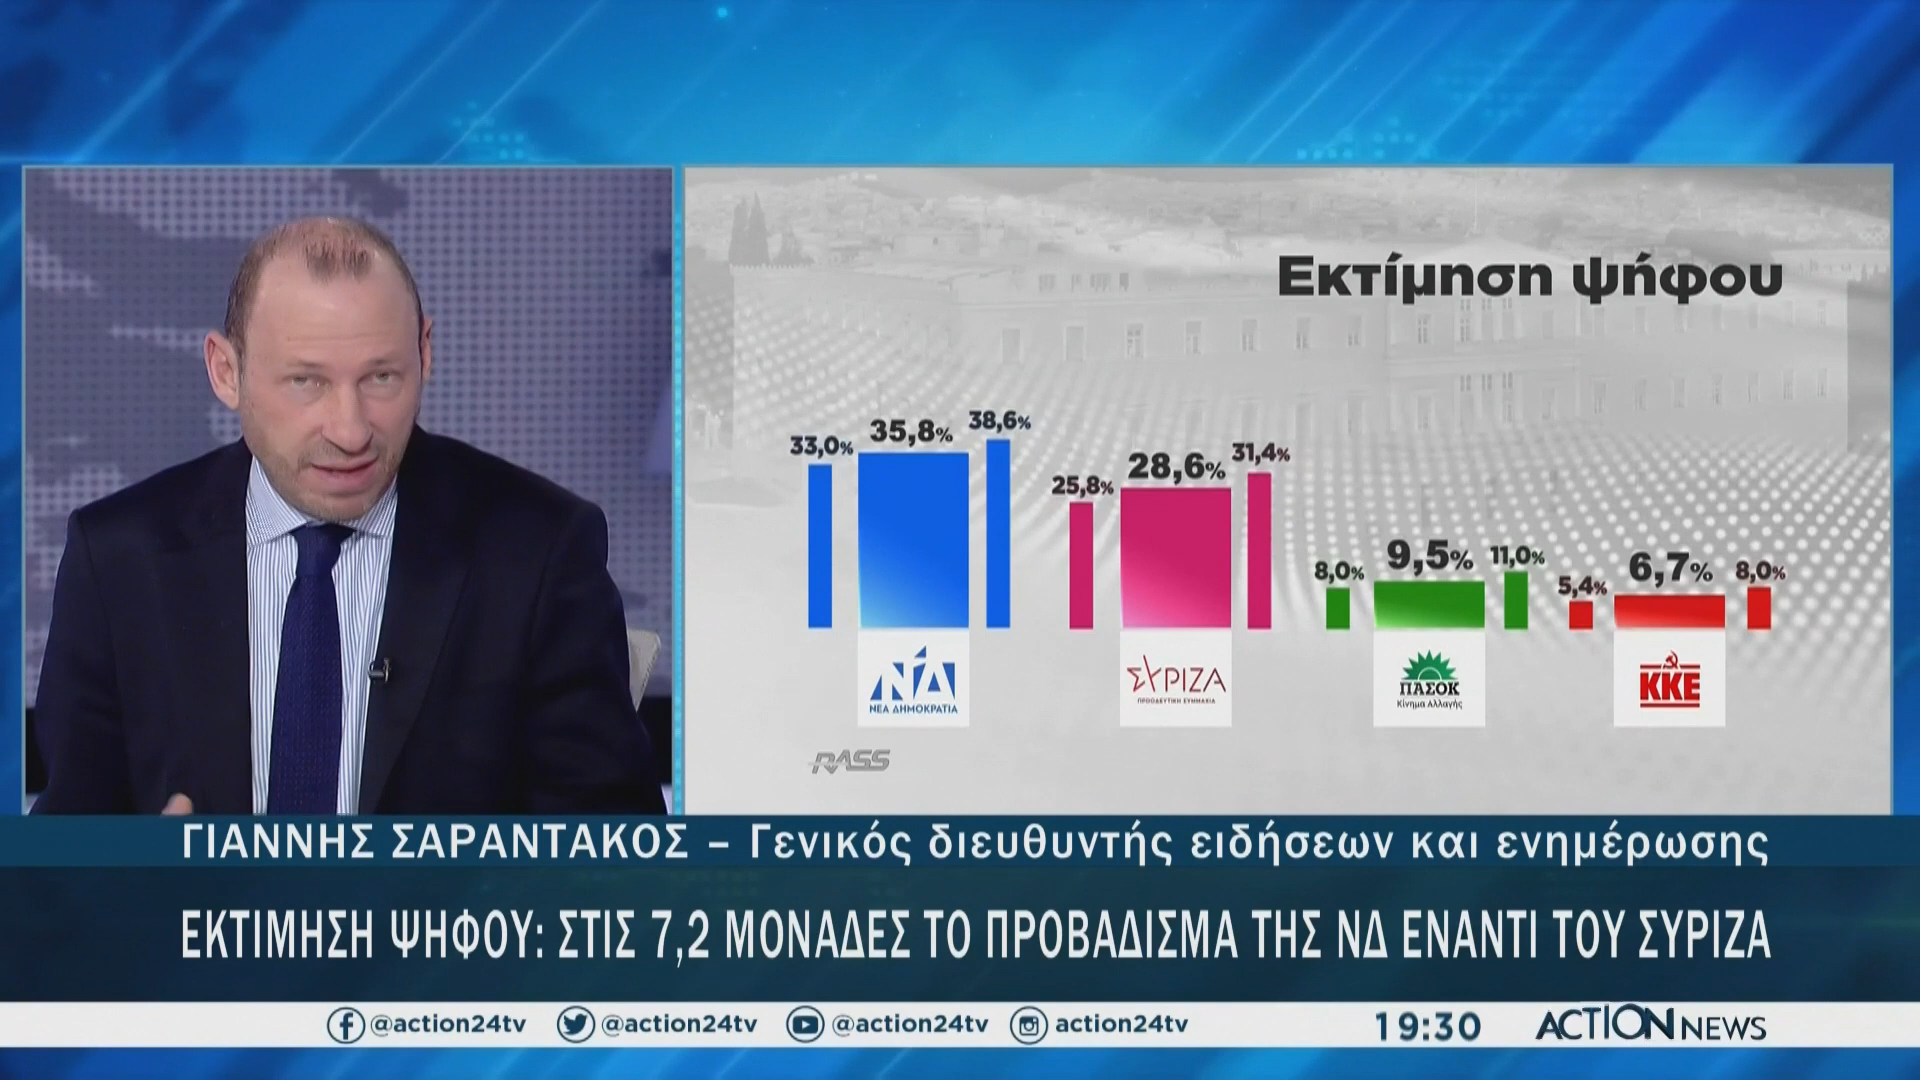 Εκτίμηση ψήφου
33,0% 35,8% 38,6%
25,8% 28,6% 31,4%
8,0% 9,5% 11,0%
5,4% 6,7% 8,0%
ΝΔ
ΝΕΑ ΔΗΜΟΚΡΑΤΙΑ
ΣΥΡΙΖΑ
ΠΡΟΟΔΕΥΤΙΚΗ ΣΥΜΜΑΧΙΑ
ΠΑΣΟΚ
Κίνημα Αλλαγής
ΚΚΕ
RASS
ΓΙΑΝΝΗΣ ΣΑΡΑΝΤΑΚΟΣ – Γενικός διευθυντής ειδήσεων και ενημέρωσης
ΕΚΤΙΜΗΣΗ ΨΗΦΟΥ: ΣΤΙΣ 7,2 ΜΟΝΑΔΕΣ ΤΟ ΠΡΟΒΑΔΙΣΜΑ ΤΗΣ ΝΔ ΕΝΑΝΤΙ ΤΟΥ ΣΥΡΙΖΑ
@action24tv @action24tv @action24tv action24tv 19:30 ACTION NEWS